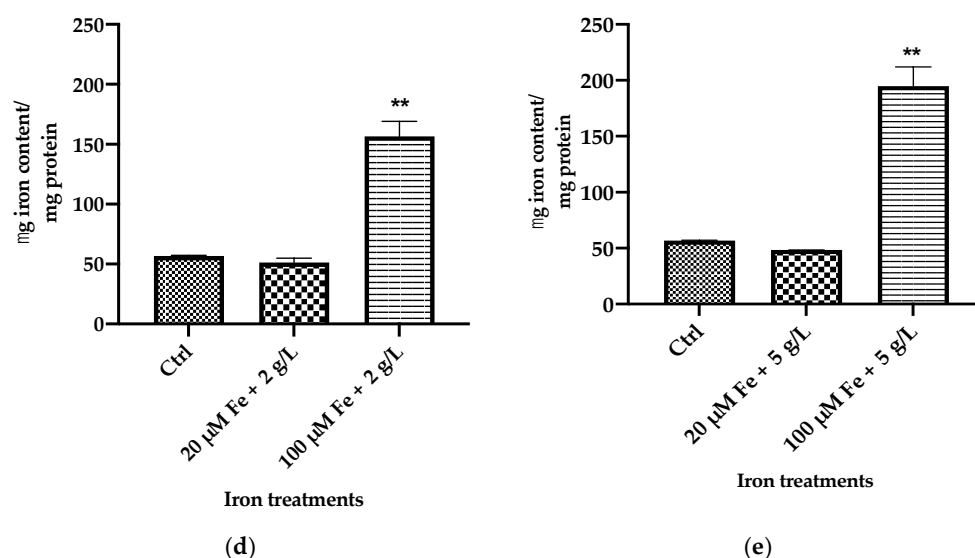 250
200
150
100
50
0
mg iron content/
mg protein
**
Ctrl
20 µM Fe + 2 g/L
100 µM Fe + 2 g/L
Iron treatments
(d)
250
200
150
100
50
0
mg iron content/
mg protein
**
Ctrl
20 µM Fe + 5 g/L
100 µM Fe + 5 g/L
Iron treatments
(e)